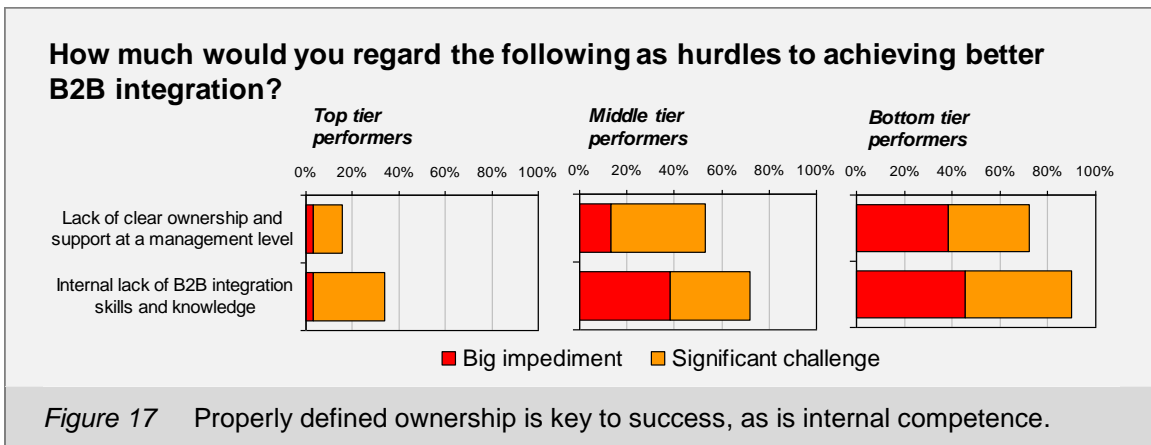 How much would you regard the following as hurdles to achieving better
B2B integration?
Top tier
performers
Middle tier
performers
Bottom tier
performers
0% 20% 40% 60% 80% 100%
0% 20% 40% 60% 80% 100%
0% 20% 40% 60% 80% 100%
Lack of clear ownership and
support at a management level
Internal lack of B2B integration
skills and knowledge
Big impediment
Significant challenge
Figure 17 Properly defined ownership is key to success, as is internal competence.